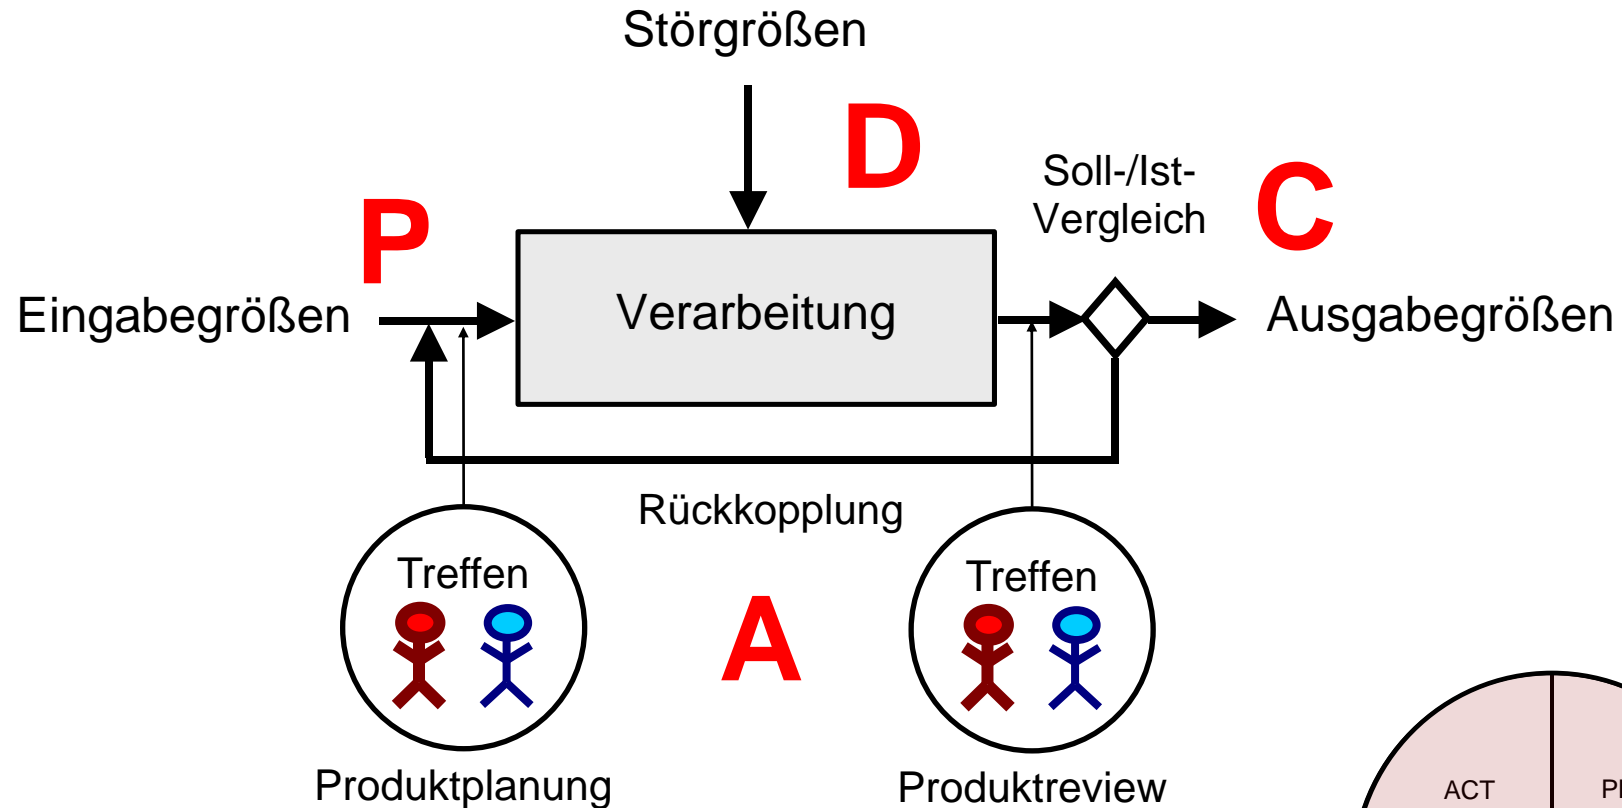 Störgrößen
D
Soll-/Ist-
Vergleich
C
P
Eingabegrößen
Verarbeitung
Ausgabegrößen
Rückkopplung
Treffen
Treffen
A
Produktplanung
Produktreview
ACT